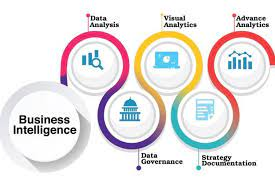 Data
Analysis
Visual
Analytics
Advance
Analytics
Business
Intelligence
Data
Governance
Strategy
Documentation